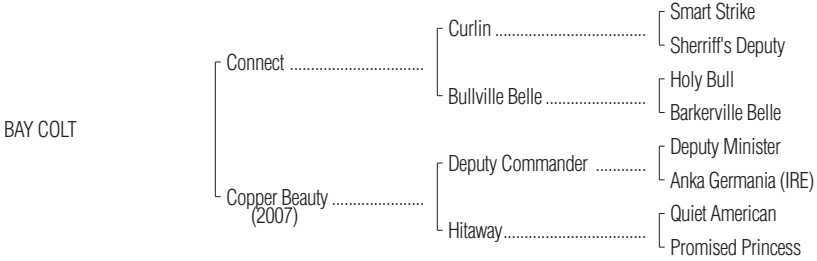 Smart Strike
Curlin ....................................
Sherriff's Deputy
Connect ................................
Holy Bull
Bullville Belle ........................
Barkerville Belle
BAY COLT
Deputy Minister
Deputy Commander ............
Anka Germania (IRE)
Copper Beauty ......................
(2007)
Quiet American
Hitaway..................................
Promised Princess